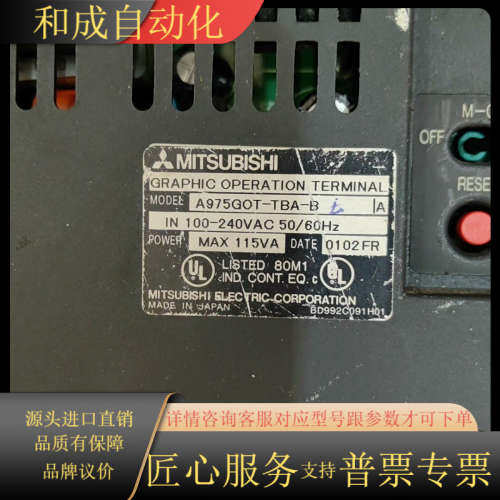 和成自动化
M-C
OFF
RESE
MITSUBISHI
GRAPHIC OPERATION TERMINAL
MODEL A975GOT-TBA-B A
IN 100-240VAC 50/60Hz
POWER MAX 115VA DATE 0102FR
UL LISTED 80M1 c UL
IND. CONT. EQ.
MITSUBISHI ELECTRIC CORPORATION
MADE IN JAPAN BD992C091H01
源头进口直销
品质有保障
品牌议价
详情咨询客服对应型号跟参数才可下单
匠心服务支持普票专票